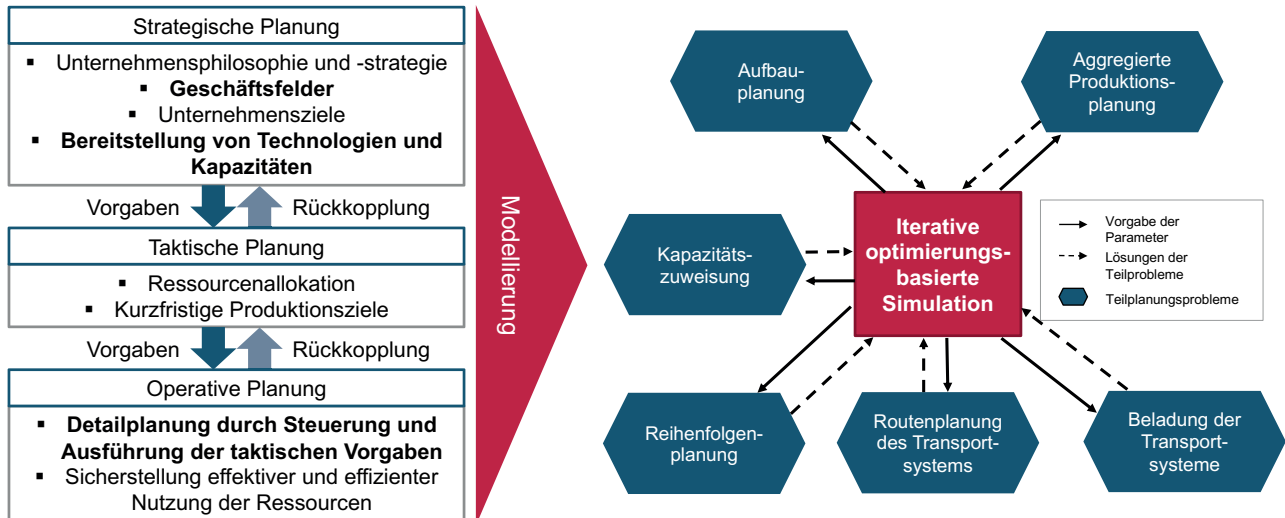 Strategische Planung
▪ Unternehmensphilosophie und -strategie
▪ Geschäftsfelder
▪ Unternehmensziele
▪ Bereitstellung von Technologien und
Kapazitäten
Vorgaben
Rückkopplung
Taktische Planung
▪ Ressourcenallokation
▪ Kurzfristige Produktionsziele
Vorgaben
Rückkopplung
Operative Planung
▪ Detailplanung durch Steuerung und
Ausführung der taktischen Vorgaben
▪ Sicherstellung effektiver und effizienter
Nutzung der Ressourcen
Modellierung
Aufbau-
planung
Aggregierte
Produktions-
planung
Kapazitäts-
zuweisung
Iterative
optimierungs-
basierte
Simulation
Vorgabe der
Parameter
Lösungen der
Teilprobleme
Teilplanungsprobleme
Reihenfolgen-
planung
Routenplanung
des Transport-
systems
Beladung der
Transport-
systeme